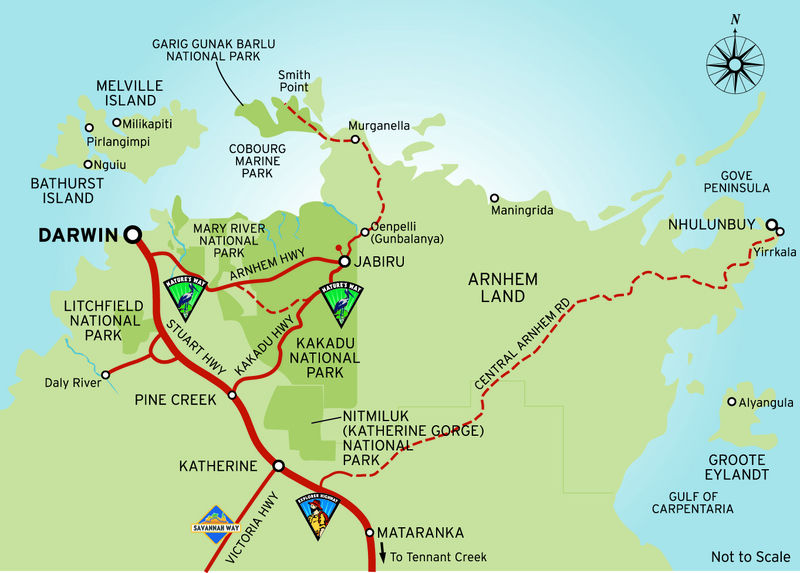 N
GARIG GUNAK BARLU
NATIONAL PARK
Smith
Point
MELVILLE
ISLAND
Milikapiti
Pirlangimpi
Nguiu
BATHURST
ISLAND
COBOURG
MARINE
PARK
Murganella
GOVE
PENINSULA
Maningrida
NHULUNBUY
Yirrkala
DARWIN
MARY RIVER
NATIONAL
PARK
Oenpelli
(Gunbalanya)
ARNHEM HWY
JABIRU
ARNHEM
LAND
NATURE'S WAY
NATURE'S WAY
LITCHFIELD
NATIONAL
PARK
STUART HWY
KAKADU HWY
KAKADU
NATIONAL
PARK
CENTRAL ARNHEM RD
Daly River
PINE CREEK
NITMILUK
(KATHERINE GORGE)
NATIONAL
PARK
Alyangula
GROOTE
EYLANDT
KATHERINE
GULF OF
CARPENTARIA
EXPLORER HIGHWAY
SAVANNAH WAY
VICTORIA HWY
MATARANKA
To Tennant Creek
Not to Scale